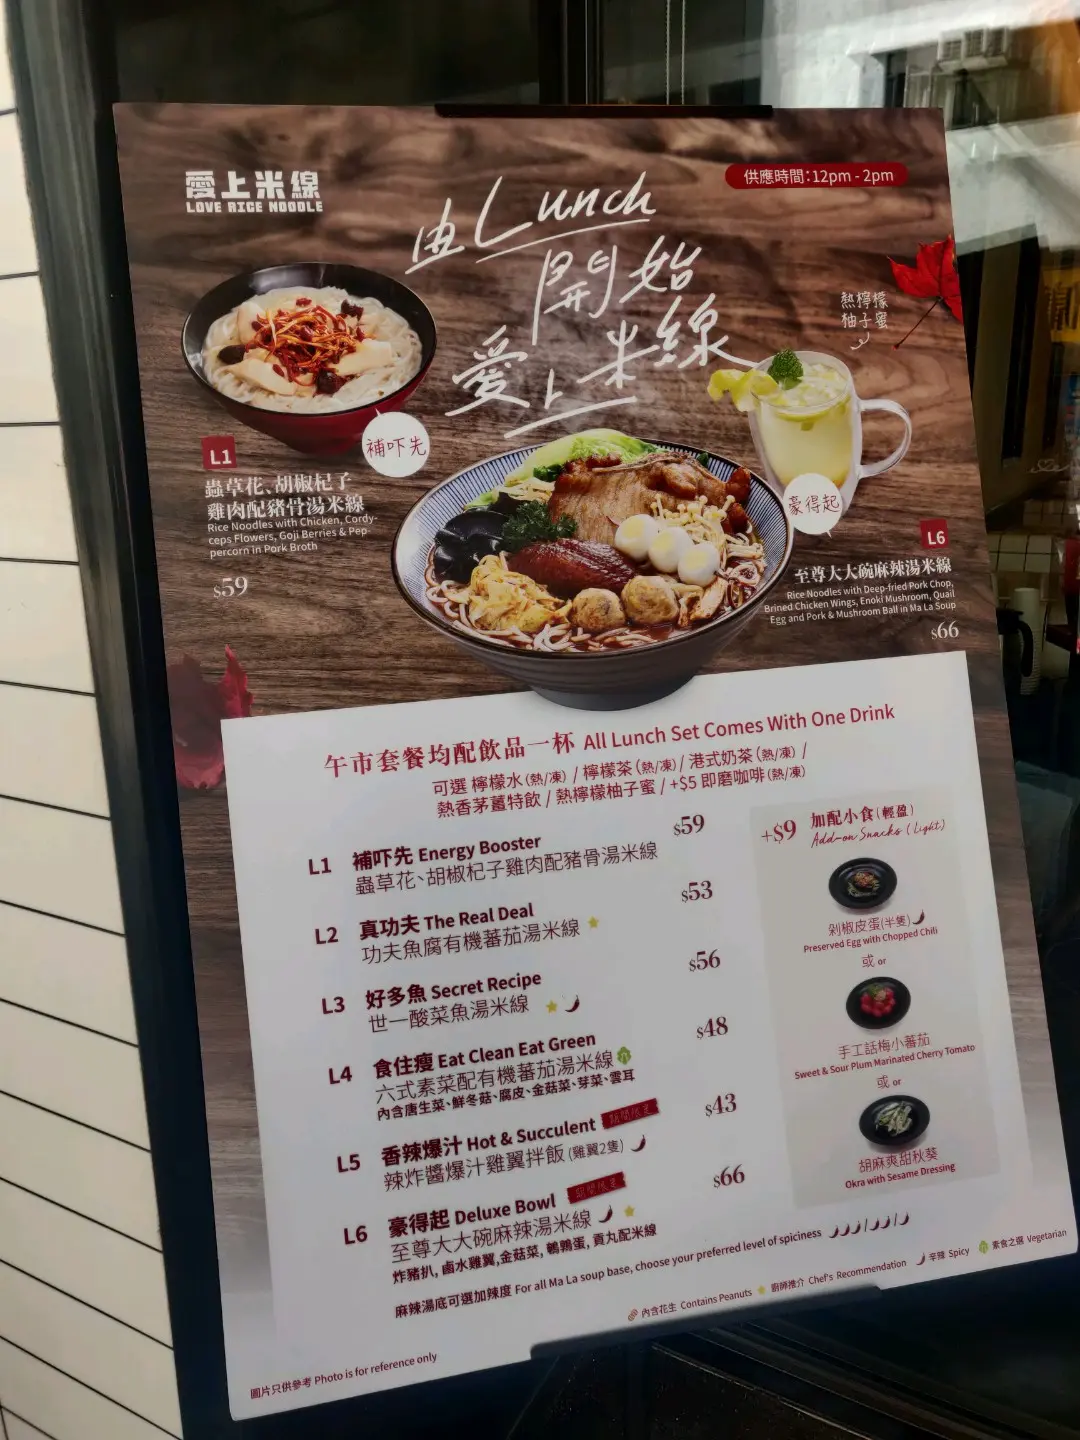 愛上米線
LOVE RICE NOODLE
供應時間：12pm - 2pm
由Lunch
開始
愛上米線
熱檸檬
柚子蜜
補吓先
豪得起
L1
蟲草花、胡椒杞子
雞肉配豬骨湯米線
Rice Noodles with Chicken, Cordy-
ceps Flowers, Goji Berries & Pep-
percorn in Pork Broth
$59
L6
至尊大大碗麻辣湯米線
Rice Noodles with Deep-fried Pork Chop,
Brined Chicken Wings, Enoki Mushroom, Quail
Egg and Pork & Mushroom Ball in Ma La Soup
$66
午市套餐均配飲品一杯 All Lunch Set Comes With One Drink
可選 檸檬水(熱/凍) / 檸檬茶(熱/凍) / 港式奶茶(熱/凍) /
熱香茅薑特飲 / 熱檸檬柚子蜜 / +$5 即磨咖啡(熱/凍)
L1 補吓先 Energy Booster $59
蟲草花、胡椒杞子雞肉配豬骨湯米線
L2 真功夫 The Real Deal $53
功夫魚腐有機蕃茄湯米線
L3 好多魚 Secret Recipe $56
世一酸菜魚湯米線
L4 食住瘦 Eat Clean Eat Green $48
六式素菜配有機蕃茄湯米線
內含唐生菜、鮮冬菇、腐皮、金菇菜、芽菜、雲耳
L5 香辣爆汁 Hot & Succulent 期間限定 $43
辣炸醬爆汁雞翼拌飯 (雞翼2隻)
L6 豪得起 Deluxe Bowl 期間限定 $66
至尊大大碗麻辣湯米線
炸豬扒, 鹵水雞翼, 金菇菜, 鵪鶉蛋, 貢丸配米線
麻辣湯底可選加辣度 For all Ma La soup base, choose your preferred level of spiciness
+$9 加配小食(輕盈)
Add-on Snacks (Light)
剁椒皮蛋(半隻)
Preserved Egg with Chopped Chili
或 or
手工話梅小蕃茄
Sweet & Sour Plum Marinated Cherry Tomato
或 or
胡麻爽甜秋葵
Okra with Sesame Dressing
內含花生 Contains Peanuts 廚師推介 Chef's Recommendation 辛辣 Spicy 素食之選 Vegetarian
圖片只供參考 Photo is for reference only